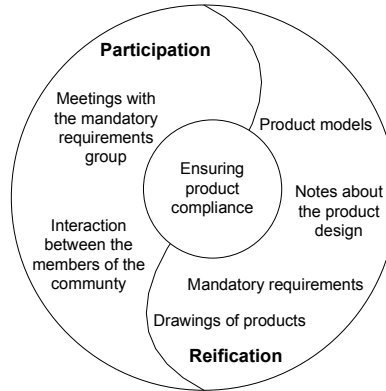 Participation
Meetings with
the mandatory
requirements
group
Interaction
between the
members of the
communty
Ensuring
product
compliance
Product models
Notes about
the product
design
Mandatory requirements
Drawings of products
Reification